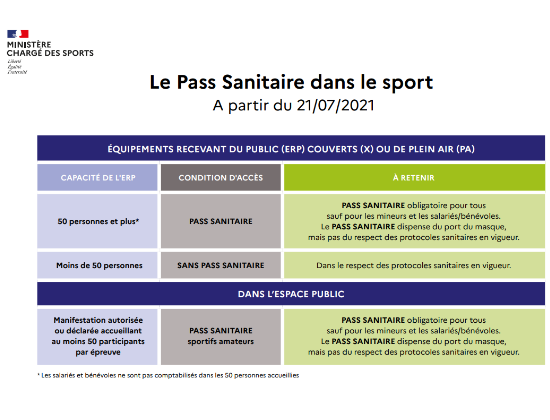 MINISTÈRE
CHARGÉ DES SPORTS
Liberté
Égalité
Fraternité
Le Pass Sanitaire dans le sport
A partir du 21/07/2021
ÉQUIPEMENTS RECEVANT DU PUBLIC (ERP) COUVERTS (X) OU DE PLEIN AIR (PA)
CAPACITÉ DE L'ERP
CONDITION D'ACCÈS
À RETENIR
50 personnes et plus*
PASS SANITAIRE
PASS SANITAIRE obligatoire pour tous
sauf pour les mineurs et les salariés/bénévoles.
Le PASS SANITAIRE dispense du port du masque,
mais pas du respect des protocoles sanitaires en vigueur.
Moins de 50 personnes
SANS PASS SANITAIRE
Dans le respect des protocoles sanitaires en vigueur.
DANS L'ESPACE PUBLIC
Manifestation autorisée
ou déclarée accueillant
au moins 50 participants
par épreuve
PASS SANITAIRE
sportifs amateurs
PASS SANITAIRE obligatoire pour tous
sauf pour les mineurs et les salariés/bénévoles.
Le PASS SANITAIRE dispense du port du masque,
mais pas du respect des protocoles sanitaires en vigueur.
* Les salariés et bénévoles ne sont pas comptabilisés dans les 50 personnes accueillies